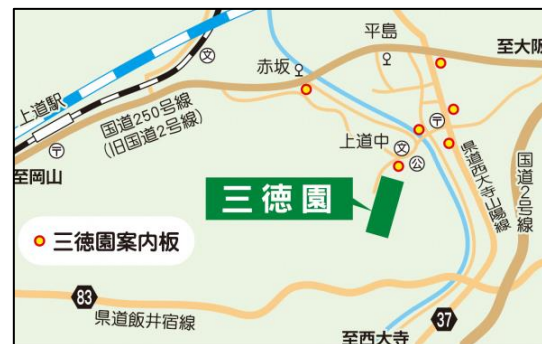 平島
至大阪
赤坂
上道駅
国道250号線
(旧国道2号線)
文
〒
〒
上道中
文
公
至岡山
県道西大寺山陽線
国道2号線
三徳園
三徳園案内板
83
県道飯井宿線
37
至西大寺